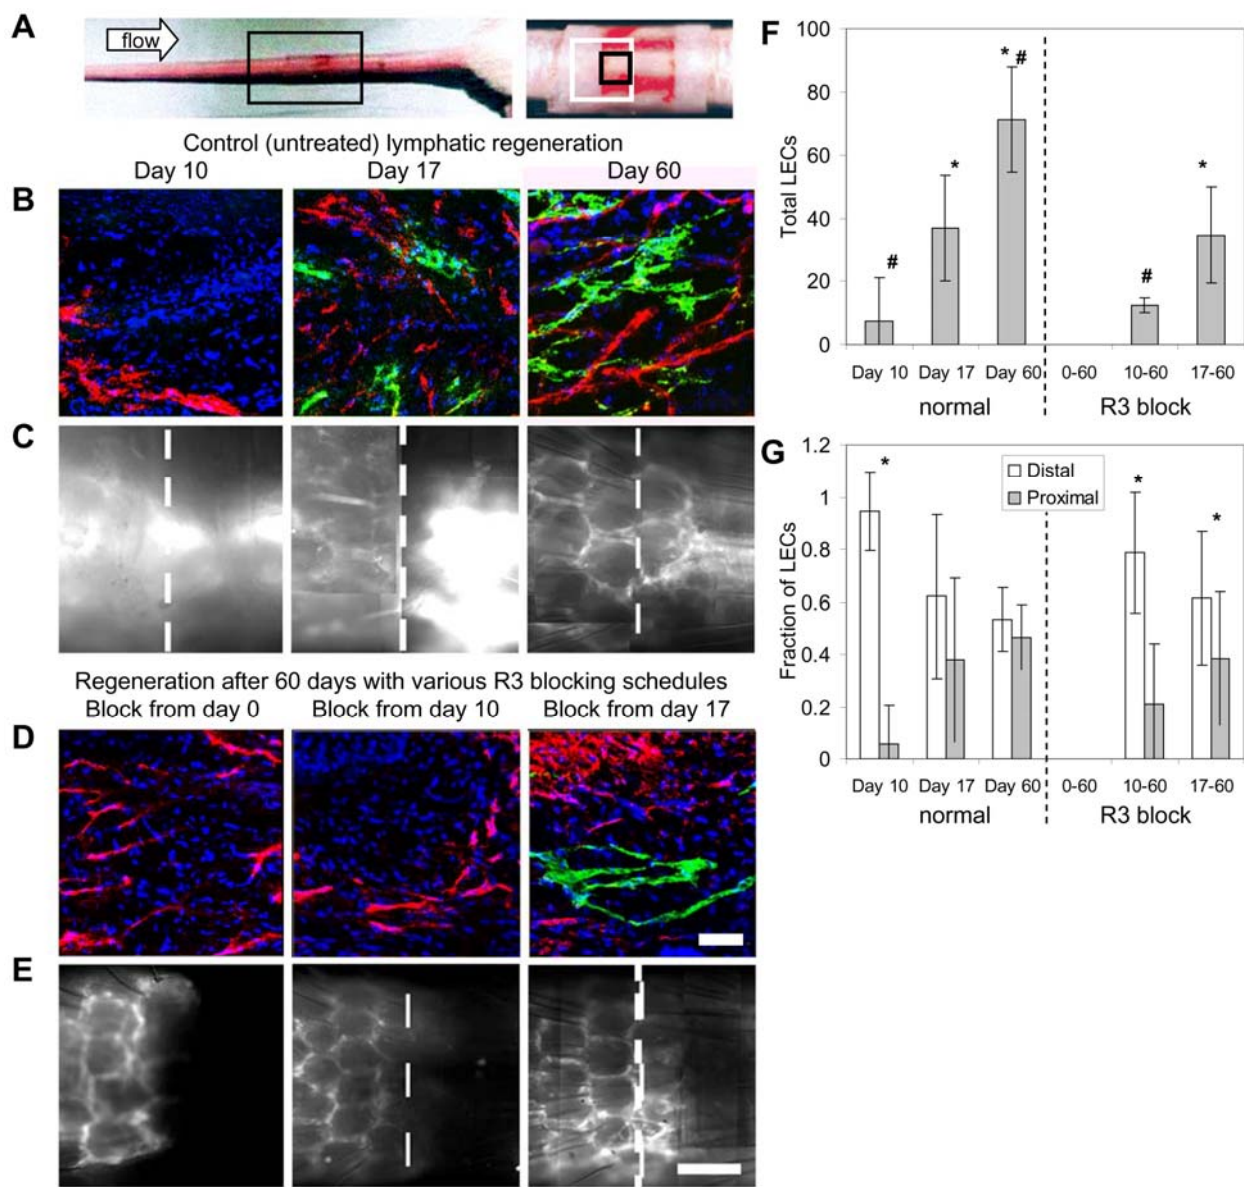 A
flow
Control (untreated) lymphatic regeneration
Day 10 Day 17 Day 60
B
C
Regeneration after 60 days with various R3 blocking schedules
Block from day 0 Block from day 10 Block from day 17
D
E
F
100
80
60
40
20
0
Total LECs
# * *# # *
Day 10 Day 17 Day 60 0-60 10-60 17-60
normal R3 block
G
1.2
1
0.8
0.6
0.4
0.2
0
Fraction of LECs
Distal
Proximal
* * *
Day 10 Day 17 Day 60 0-60 10-60 17-60
normal R3 block